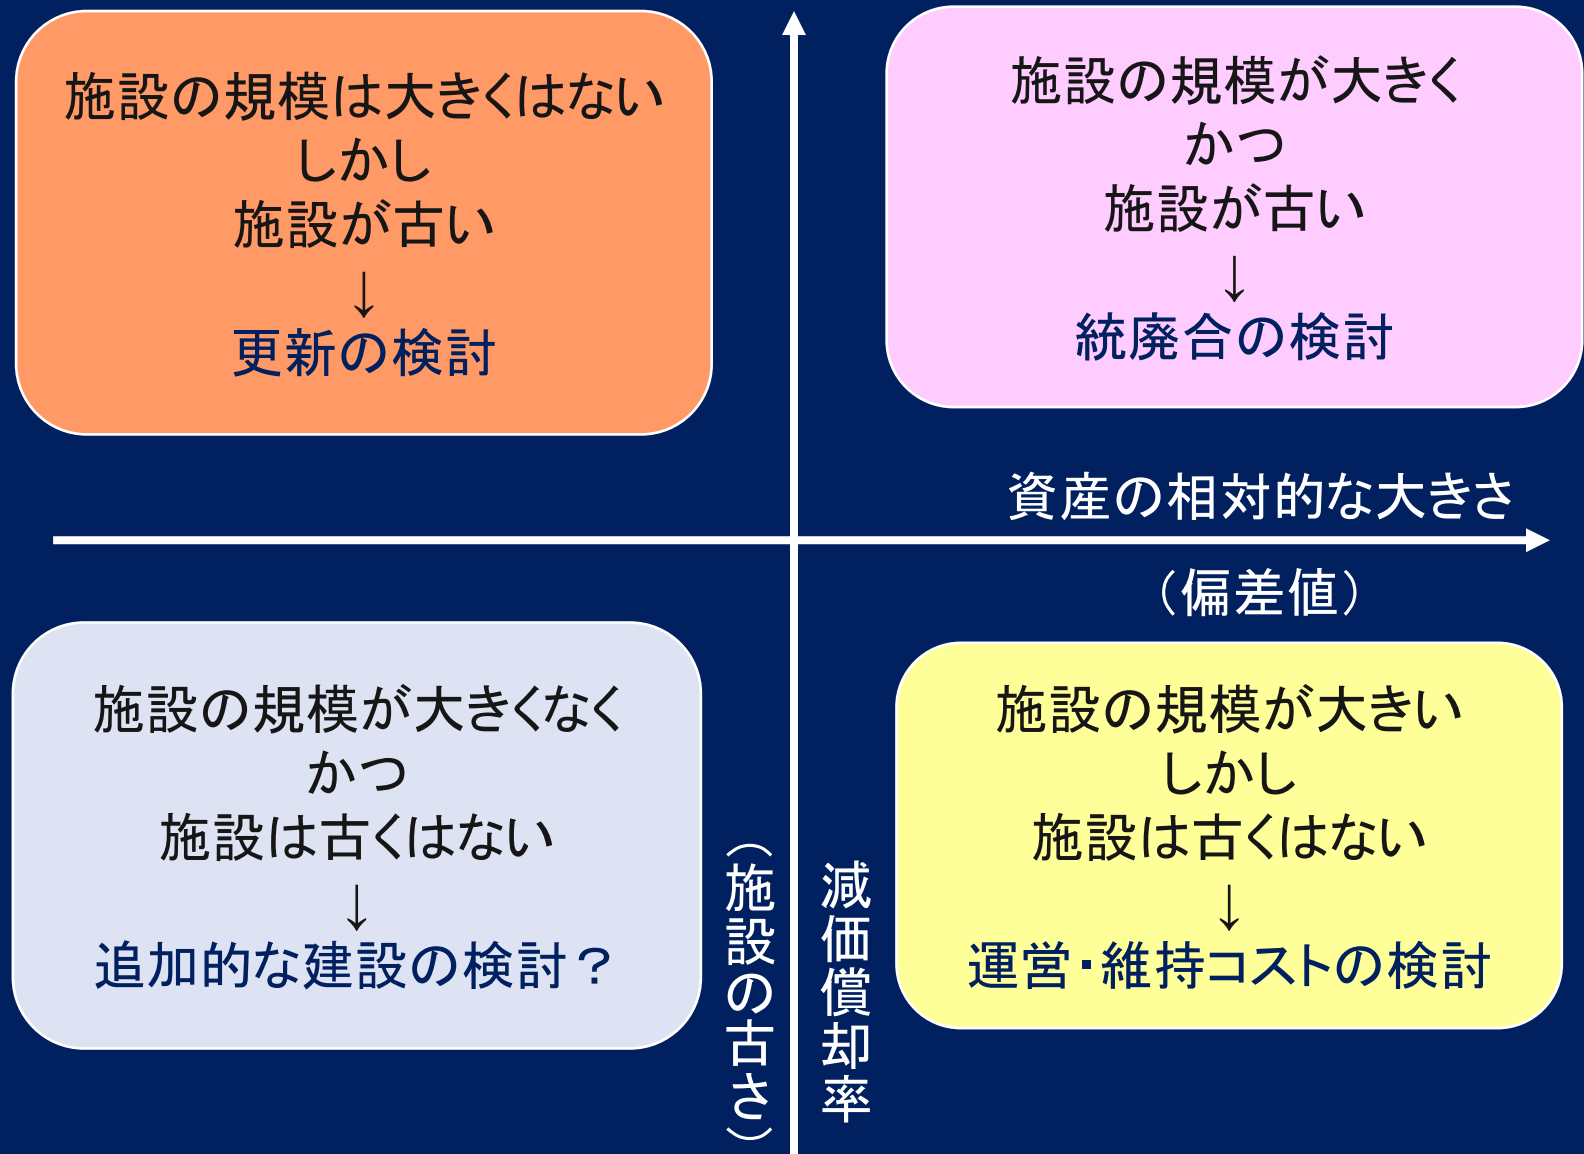 施設の規模は大きくはない
しかし
施設が古い
↓
更新の検討
施設の規模が大きく
かつ
施設が古い
↓
統廃合の検討
資産の相対的な大きさ
（偏差値）
施設の規模が大きくなく
かつ
施設は古くはない
↓
追加的な建設の検討？
減価償却率
（施設の古さ）
施設の規模が大きい
しかし
施設は古くはない
↓
運営・維持コストの検討